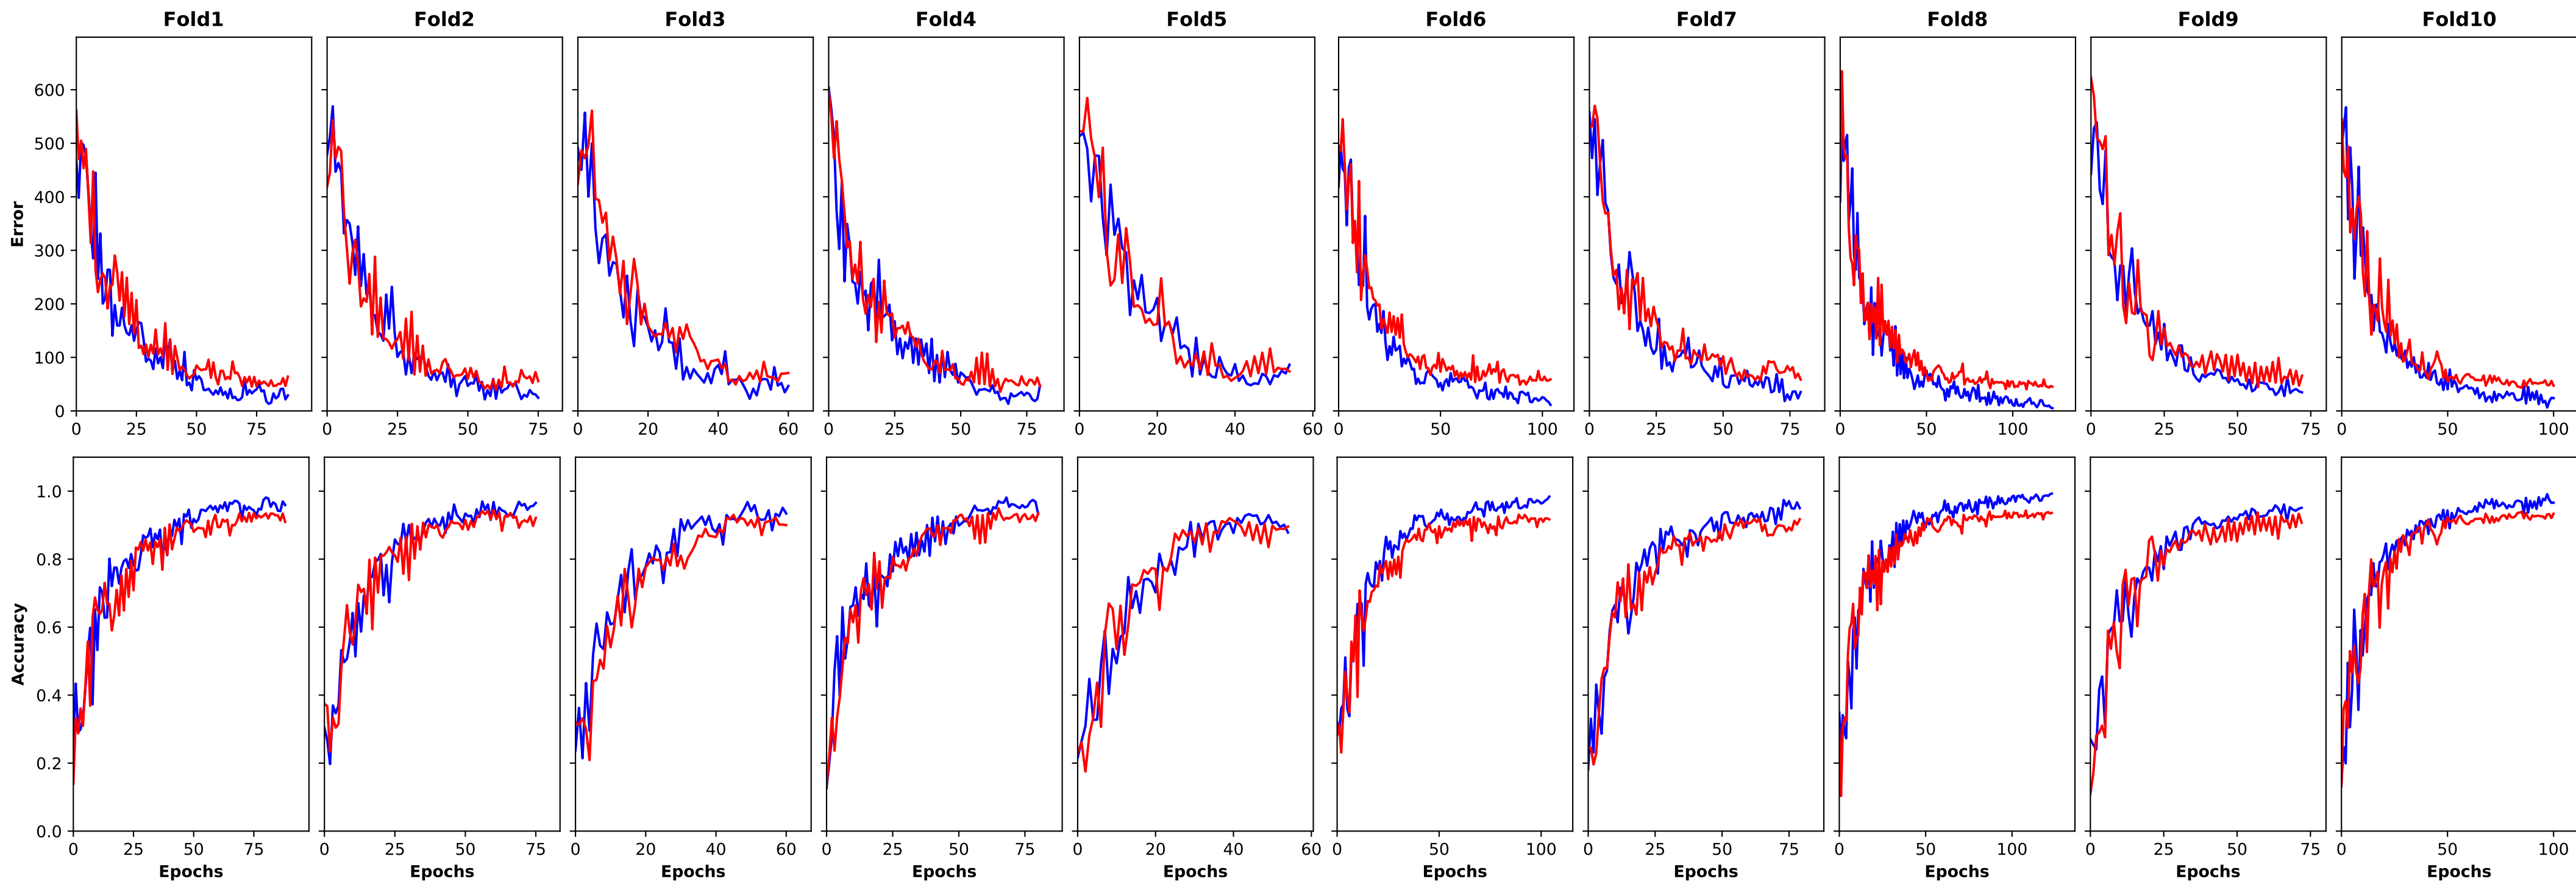 Fold1 Fold2 Fold3 Fold4 Fold5 Fold6 Fold7 Fold8 Fold9 Fold10
600
500
400
300
200
100
0
Error
0 25 50 75 0 25 50 75 0 20 40 60 0 25 50 75 0 20 40 60 0 50 100 0 25 50 75 0 50 100 0 25 50 75 0 50 100
1.0
0.8
0.6
0.4
0.2
0.0
Accuracy
0 25 50 75 0 25 50 75 0 20 40 60 0 25 50 75 0 20 40 60 0 50 100 0 25 50 75 0 50 100 0 25 50 75 0 50 100
Epochs Epochs Epochs Epochs Epochs Epochs Epochs Epochs Epochs Epochs